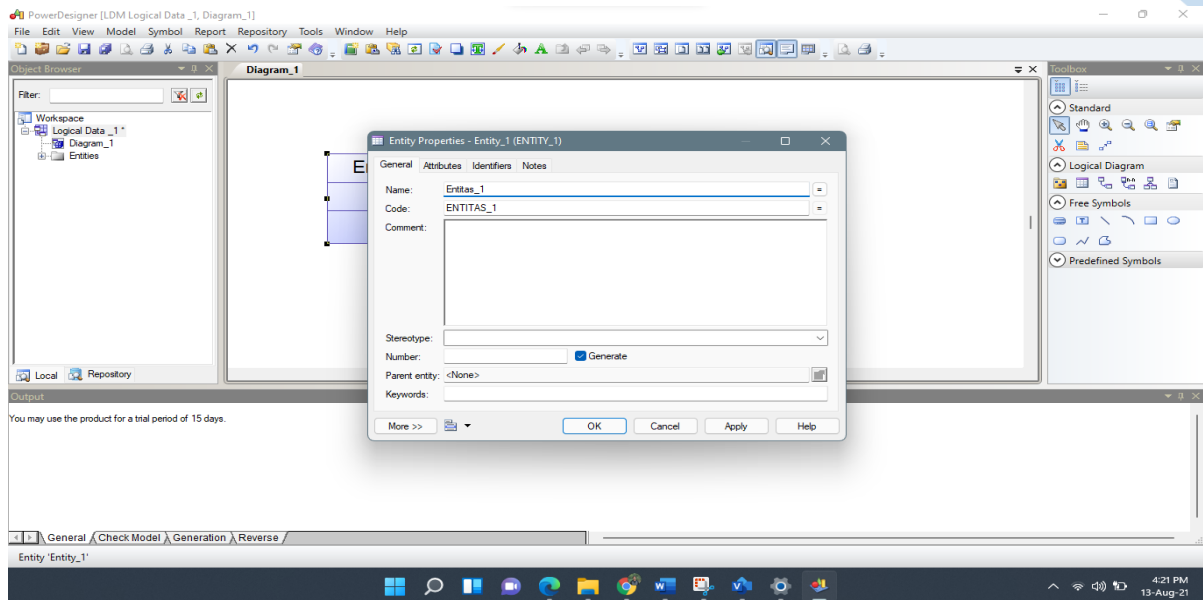 PowerDesigner [LDM Logical Data _1, Diagram_1]
File Edit View Model Symbol Report Repository Tools Window Help
Object Browser
Diagram_1
Toolbox
Filter:
Workspace
Logical Data _1 *
Diagram_1
Entities
Standard
Logical Diagram
Free Symbols
Predefined Symbols
Entity Properties - Entity_1 (ENTITY_1)
General Attributes Identifiers Notes
Name: Entitas_1 =
Code: ENTITAS_1 =
Comment:
Stereotype:
Number: Generate
Parent entity: <None>
Keywords:
More >> OK Cancel Apply Help
Local Repository
Output
You may use the product for a trial period of 15 days.
General Check Model Generation Reverse
Entity 'Entity_1'
4:21 PM
13-Aug-21